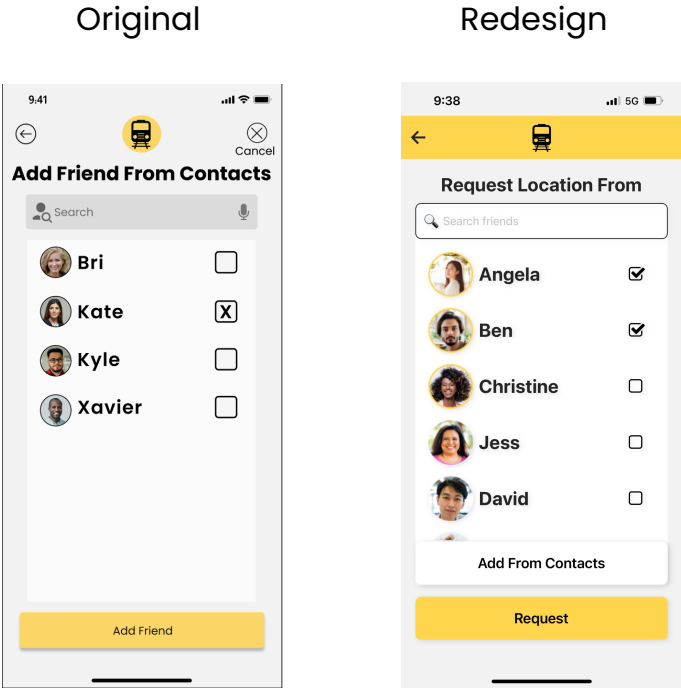 Original
Redesign
9:41
Cancel
Add Friend From Contacts
Search
Bri
Kate
X
Kyle
Xavier
Add Friend
9:38
5G
Request Location From
Search friends
Angela
Ben
Christine
Jess
David
Add From Contacts
Request